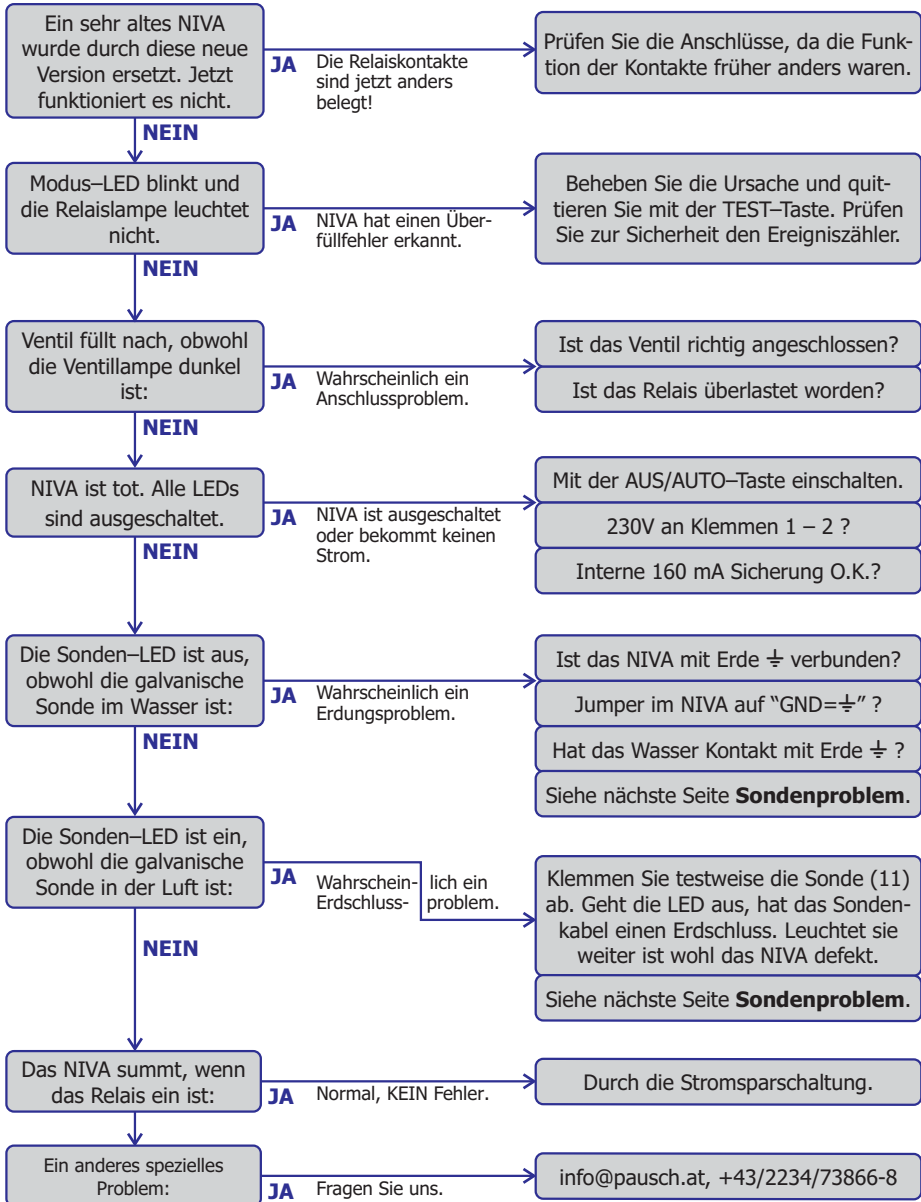 Ein sehr altes NIVA
wurde durch diese neue
Version ersetzt. Jetzt
funktioniert es nicht.
JA
Die Relaiskontakte
sind jetzt anders
belegt!
Prüfen Sie die Anschlüsse, da die Funk-
tion der Kontakte früher anders waren.
NEIN
Modus–LED blinkt und
die Relaislampe leuchtet
nicht.
JA
NIVA hat einen Über-
füllfehler erkannt.
Beheben Sie die Ursache und quit-
tieren Sie mit der TEST–Taste. Prüfen
Sie zur Sicherheit den Ereigniszähler.
NEIN
Ventil füllt nach, obwohl
die Ventillampe dunkel
ist:
JA
Wahrscheinlich ein
Anschlussproblem.
Ist das Ventil richtig angeschlossen?
Ist das Relais überlastet worden?
NEIN
NIVA ist tot. Alle LEDs
sind ausgeschaltet.
JA
NIVA ist ausgeschaltet
oder bekommt keinen
Strom.
Mit der AUS/AUTO–Taste einschalten.
230V an Klemmen 1 – 2 ?
Interne 160 mA Sicherung O.K.?
NEIN
Die Sonden–LED ist aus,
obwohl die galvanische
Sonde im Wasser ist:
JA
Wahrscheinlich ein
Erdungsproblem.
Ist das NIVA mit Erde ⏚ verbunden?
Jumper im NIVA auf “GND=⏚” ?
Hat das Wasser Kontakt mit Erde ⏚ ?
Siehe nächste Seite Sondenproblem.
NEIN
Die Sonden–LED ist ein,
obwohl die galvanische
Sonde in der Luft ist:
JA
Wahrschein- lich ein
Erdschluss- problem.
Klemmen Sie testweise die Sonde (11)
ab. Geht die LED aus, hat das Sonden-
kabel einen Erdschluss. Leuchtet sie
weiter ist wohl das NIVA defekt.
Siehe nächste Seite Sondenproblem.
NEIN
Das NIVA summt, wenn
das Relais ein ist:
JA
Normal, KEIN Fehler.
Durch die Stromsparschaltung.
Ein anderes spezielles
Problem:
JA
Fragen Sie uns.
info@pausch.at, +43/2234/73866-8